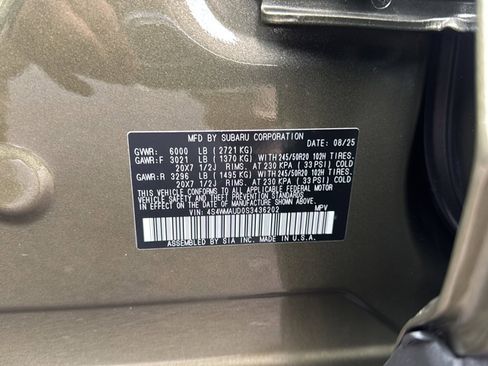 MFD BY SUBARU CORPORATION
DATE: 08/25
GVWR: 6000 LB (2721 KG)
GAWR:F 3021 LB (1370 KG) WITH 245/50R20 102H TIRES.
20X7 1/2J RIMS, AT 230 KPA (33 PSI) COLD
GAWR:R 3296 LB (1495 KG) WITH 245/50R20 102H TIRES.
20X7 1/2J RIMS, AT 230 KPA (33 PSI) COLD
THIS VEHICLE CONFORMS TO ALL APPLICABLE FEDERAL MOTOR
VEHICLE SAFETY AND THEFT PREVENTION STANDARDS IN
EFFECT ON THE DATE OF MANUFACTURE SHOWN ABOVE.
VIN: 4S4WMAUD0S3436202 MPV
ASSEMBLED BY SIA MADE IN U.S.A.